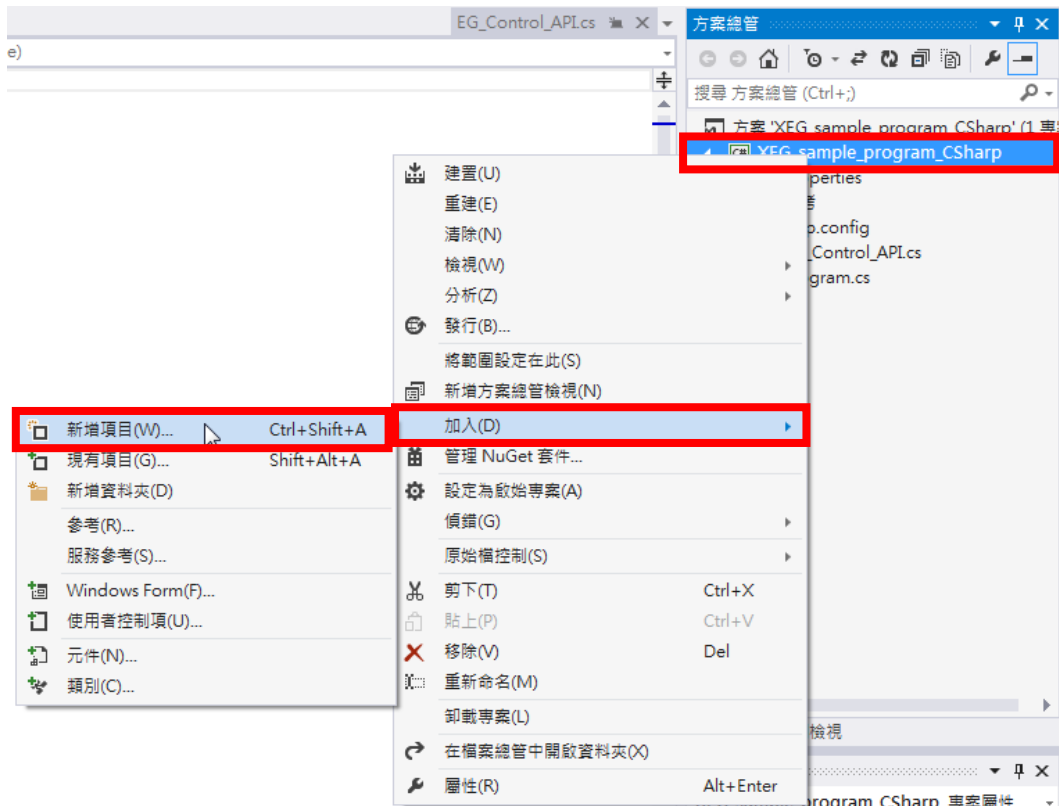 EG_Control_API.cs
e)
方案總管
搜尋 方案總管 (Ctrl+;)
方案 'XEG_sample_program_CSharp' (1 專
XEG_sample_program_CSharp
perties
考
p.config
_Control_API.cs
gram.cs
建置(U)
重建(E)
清除(N)
檢視(W)
分析(Z)
發行(B)...
將範圍設定在此(S)
新增方案總管檢視(N)
加入(D)
管理 NuGet 套件...
設定為啟始專案(A)
偵錯(G)
原始檔控制(S)
剪下(T) Ctrl+X
貼上(P) Ctrl+V
移除(V) Del
重新命名(M)
卸載專案(L)
在檔案總管中開啟資料夾(X)
屬性(R) Alt+Enter
新增項目(W)... Ctrl+Shift+A
現有項目(G)... Shift+Alt+A
新增資料夾(D)
參考(R)...
服務參考(S)...
Windows Form(F)...
使用者控制項(U)...
元件(N)...
類別(C)...
檢視
program_CSharp 專案屬性